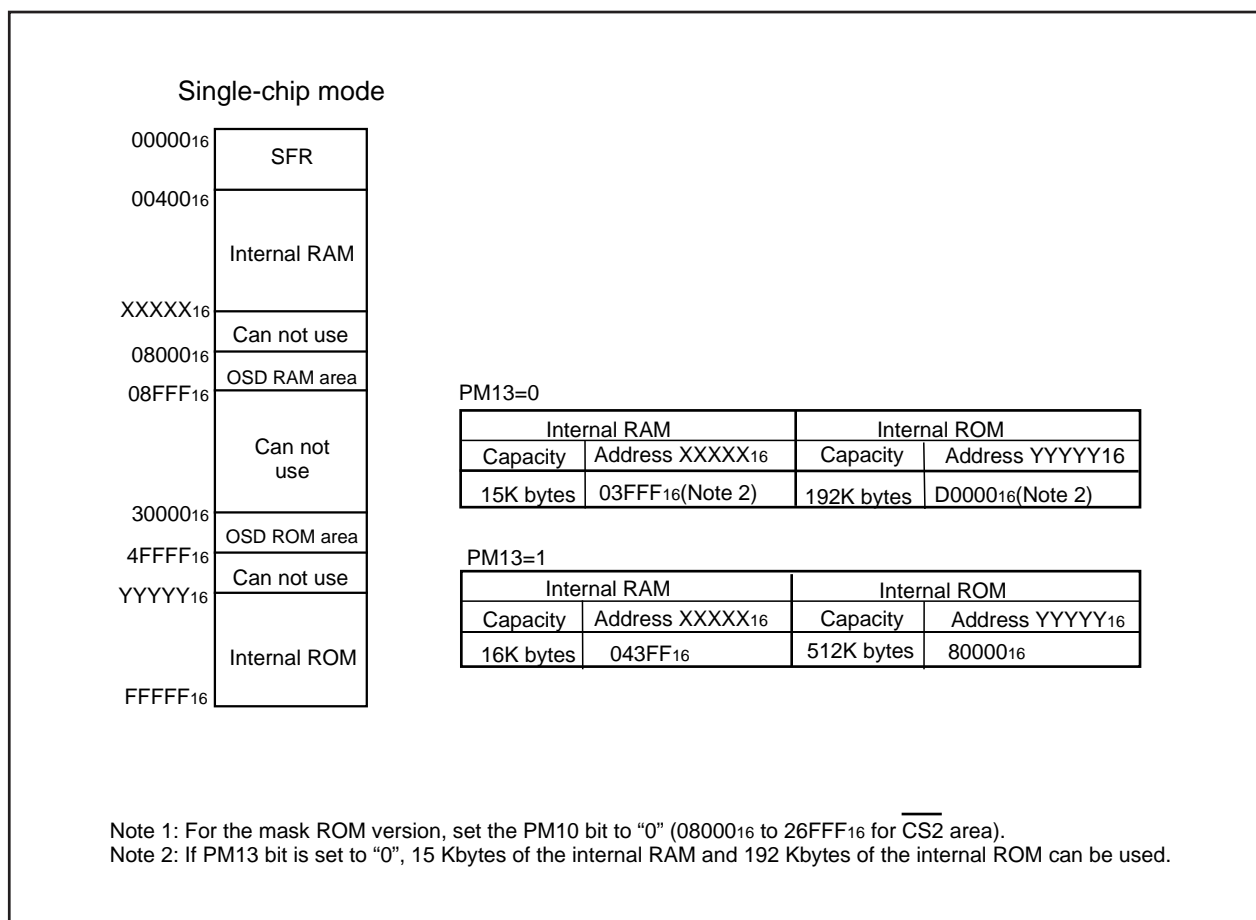 Single-chip mode
00000₁₆
SFR
00400₁₆
Internal RAM
XXXXX₁₆
Can not use
08000₁₆
OSD RAM area
08FFF₁₆
Can not
use
30000₁₆
OSD ROM area
4FFFF₁₆
Can not use
YYYYY₁₆
Internal ROM
FFFFF₁₆
PM13=0
Internal RAM Internal ROM
Capacity Address XXXXX₁₆ Capacity Address YYYYY16
15K bytes 03FFF₁₆(Note 2) 192K bytes D0000₁₆(Note 2)
PM13=1
Internal RAM Internal ROM
Capacity Address XXXXX₁₆ Capacity Address YYYYY₁₆
16K bytes 043FF₁₆ 512K bytes 80000₁₆
Note 1: For the mask ROM version, set the PM10 bit to “0” (08000₁₆ to 26FFF₁₆ for C̅S̅2̅ area).
Note 2: If PM13 bit is set to “0”, 15 Kbytes of the internal RAM and 192 Kbytes of the internal ROM can be used.